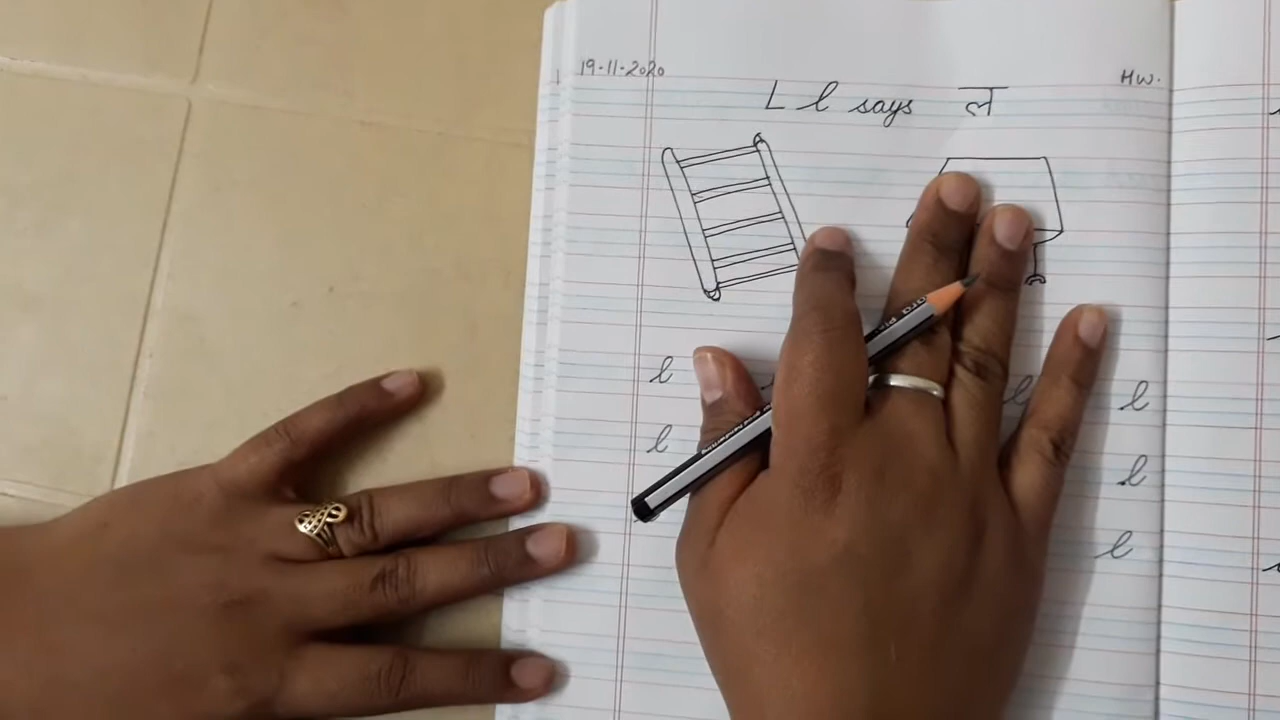 19-11-2020 HW.
L l says ल
l l l
l l
l